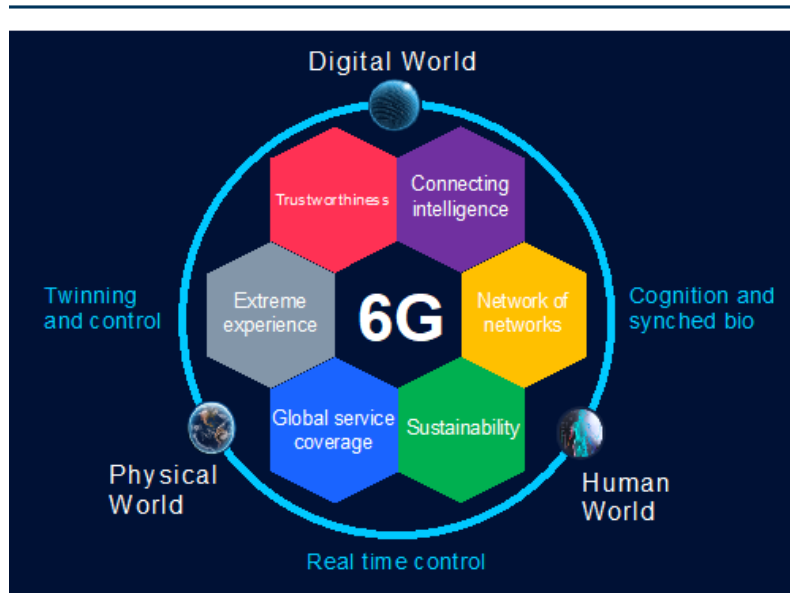 Digital World
Trustworthiness
Connecting
intelligence
Twinning
and control
Extreme
experience
6G
Network of
networks
Cognition and
synched bio
Global service
coverage
Sustainability
Physical
World
Human
World
Real time control